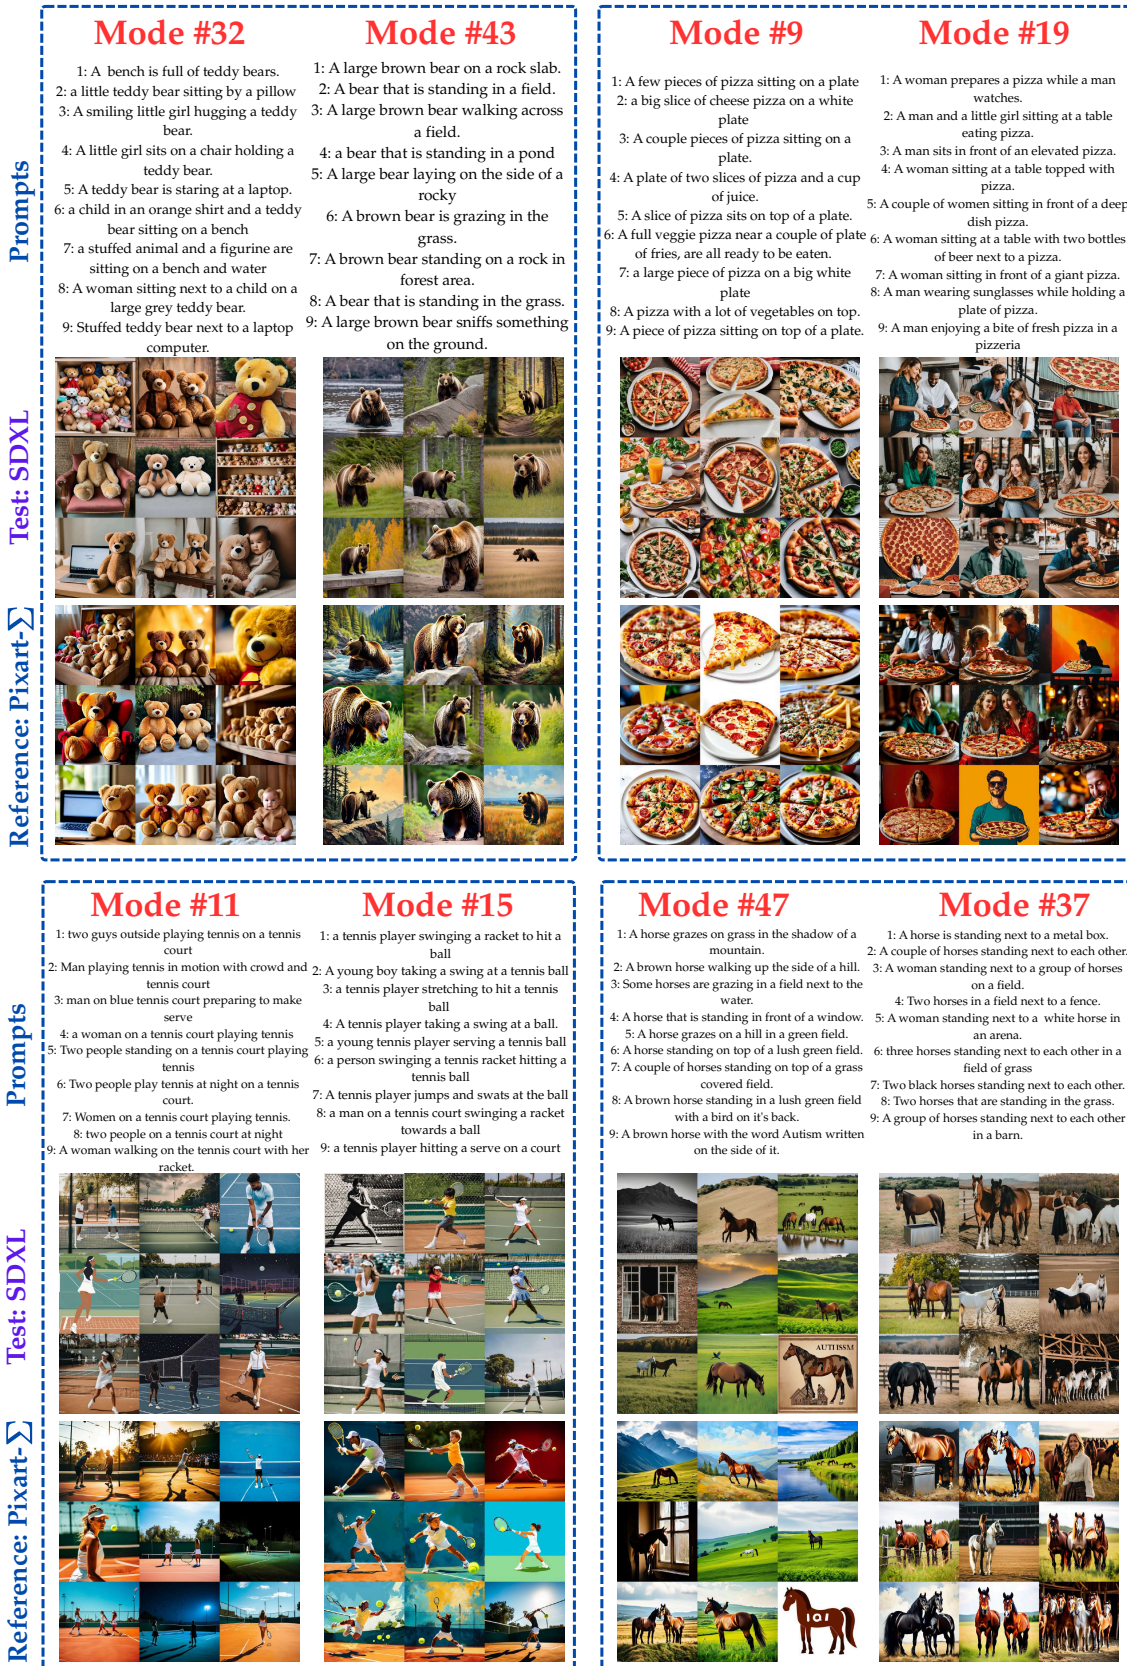 Mode #32
Mode #43
Mode #9
Mode #19
Prompts
1: A bench is full of teddy bears.
2: a little teddy bear sitting by a pillow
3: A smiling little girl hugging a teddy
bear.
4: A little girl sits on a chair holding a
teddy bear.
5: A teddy bear is staring at a laptop.
6: a child in an orange shirt and a teddy
bear sitting on a bench
7: a stuffed animal and a figurine are
sitting on a bench and water
8: A woman sitting next to a child on a
large grey teddy bear.
9: Stuffed teddy bear next to a laptop
computer.
1: A large brown bear on a rock slab.
2: A bear that is standing in a field.
3: A large brown bear walking across
a field.
4: a bear that is standing in a pond
5: A large bear laying on the side of a
rocky
6: A brown bear is grazing in the
grass.
7: A brown bear standing on a rock in
forest area.
8: A bear that is standing in the grass.
9: A large brown bear sniffs something
on the ground.
1: A few pieces of pizza sitting on a plate
2: a big slice of cheese pizza on a white
plate
3: A couple pieces of pizza sitting on a
plate.
4: A plate of two slices of pizza and a cup
of juice.
5: A slice of pizza sits on top of a plate.
6: A full veggie pizza near a couple of plate
of fries, are all ready to be eaten.
7: a large piece of pizza on a big white
plate
8: A pizza with a lot of vegetables on top.
9: A piece of pizza sitting on top of a plate.
1: A woman prepares a pizza while a man
watches.
2: A man and a little girl sitting at a table
eating pizza.
3: A man sits in front of an elevated pizza.
4: A woman sitting at a table topped with
pizza.
5: A couple of women sitting in front of a deep
dish pizza.
6: A woman sitting at a table with two bottles
of beer next to a pizza.
7: A woman sitting in front of a giant pizza.
8: A man wearing sunglasses while holding a
plate of pizza.
9: A man enjoying a bite of fresh pizza in a
pizzeria
Test: SDXL
Reference: Pixart-Σ
Mode #11
Mode #15
Mode #47
Mode #37
Prompts
1: two guys outside playing tennis on a tennis
court
2: Man playing tennis in motion with crowd and
tennis court
3: man on blue tennis court preparing to make
serve
4: a woman on a tennis court playing tennis
5: Two people standing on a tennis court playing
tennis
6: Two people play tennis at night on a tennis
court.
7: Women on a tennis court playing tennis.
8: two people on a tennis court at night
9: A woman walking on the tennis court with her
racket.
1: a tennis player swinging a racket to hit a
ball
2: A young boy taking a swing at a tennis ball
3: a tennis player stretching to hit a tennis
ball
4: A tennis player taking a swing at a ball.
5: a young tennis player serving a tennis ball
6: a person swinging a tennis racket hitting a
tennis ball
7: A tennis player jumps and swats at the ball
8: a man on a tennis court swinging a racket
towards a ball
9: a tennis player hitting a serve on a court
1: A horse grazes on grass in the shadow of a
mountain.
2: A brown horse walking up the side of a hill.
3: Some horses are grazing in a field next to the
water.
4: A horse that is standing in front of a window.
5: A horse grazes on a hill in a green field.
6: A horse standing on top of a lush green field.
7: A couple of horses standing on top of a grass
covered field.
8: A brown horse standing in a lush green field
with a bird on it's back.
9: A brown horse with the word Autism written
on the side of it.
1: A horse is standing next to a metal box.
2: A couple of horses standing next to each other.
3: A woman standing next to a group of horses
on a field.
4: Two horses in a field next to a fence.
5: A woman standing next to a white horse in
an arena.
6: three horses standing next to each other in a
field of grass
7: Two black horses standing next to each other.
8: Two horses that are standing in the grass.
9: A group of horses standing next to each other
in a barn.
Test: SDXL
AUTISSM
Reference: Pixart-Σ